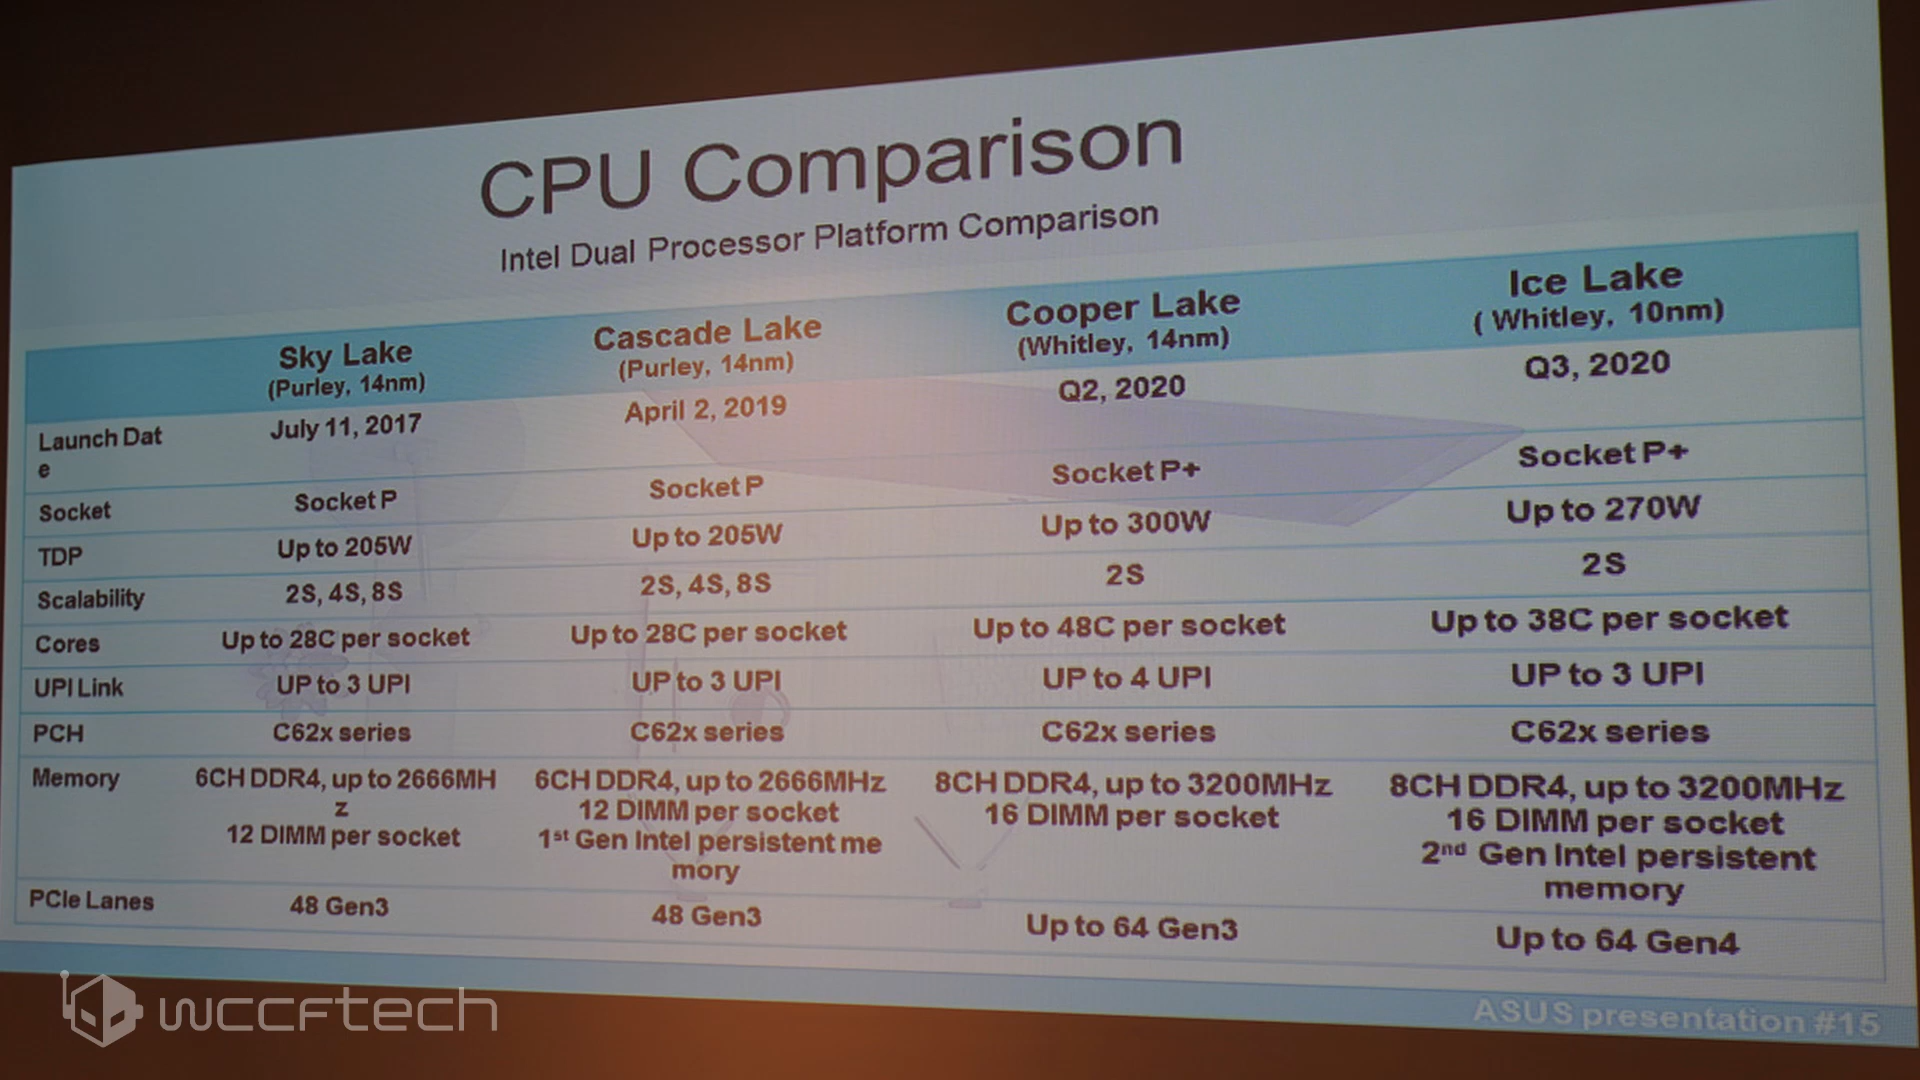 CPU Comparison
Intel Dual Processor Platform Comparison
Sky Lake
(Purley, 14nm)
Cascade Lake
(Purley, 14nm)
Cooper Lake
(Whitley, 14nm)
Ice Lake
( Whitley, 10nm)
Launch Dat
e
July 11, 2017
April 2, 2019
Q2, 2020
Q3, 2020
Socket
Socket P
Socket P
Socket P+
Socket P+
TDP
Up to 205W
Up to 205W
Up to 300W
Up to 270W
Scalability
2S, 4S, 8S
2S, 4S, 8S
2S
2S
Cores
Up to 28C per socket
Up to 28C per socket
Up to 48C per socket
Up to 38C per socket
UPI Link
UP to 3 UPI
UP to 3 UPI
UP to 4 UPI
UP to 3 UPI
PCH
C62x series
C62x series
C62x series
C62x series
Memory
6CH DDR4, up to 2666MH
z
12 DIMM per socket
6CH DDR4, up to 2666MHz
12 DIMM per socket
1st Gen Intel persistent me
mory
8CH DDR4, up to 3200MHz
16 DIMM per socket
8CH DDR4, up to 3200MHz
16 DIMM per socket
2nd Gen Intel persistent
memory
PCIe Lanes
48 Gen3
48 Gen3
Up to 64 Gen3
Up to 64 Gen4
ASUS presentation #15
wccftech